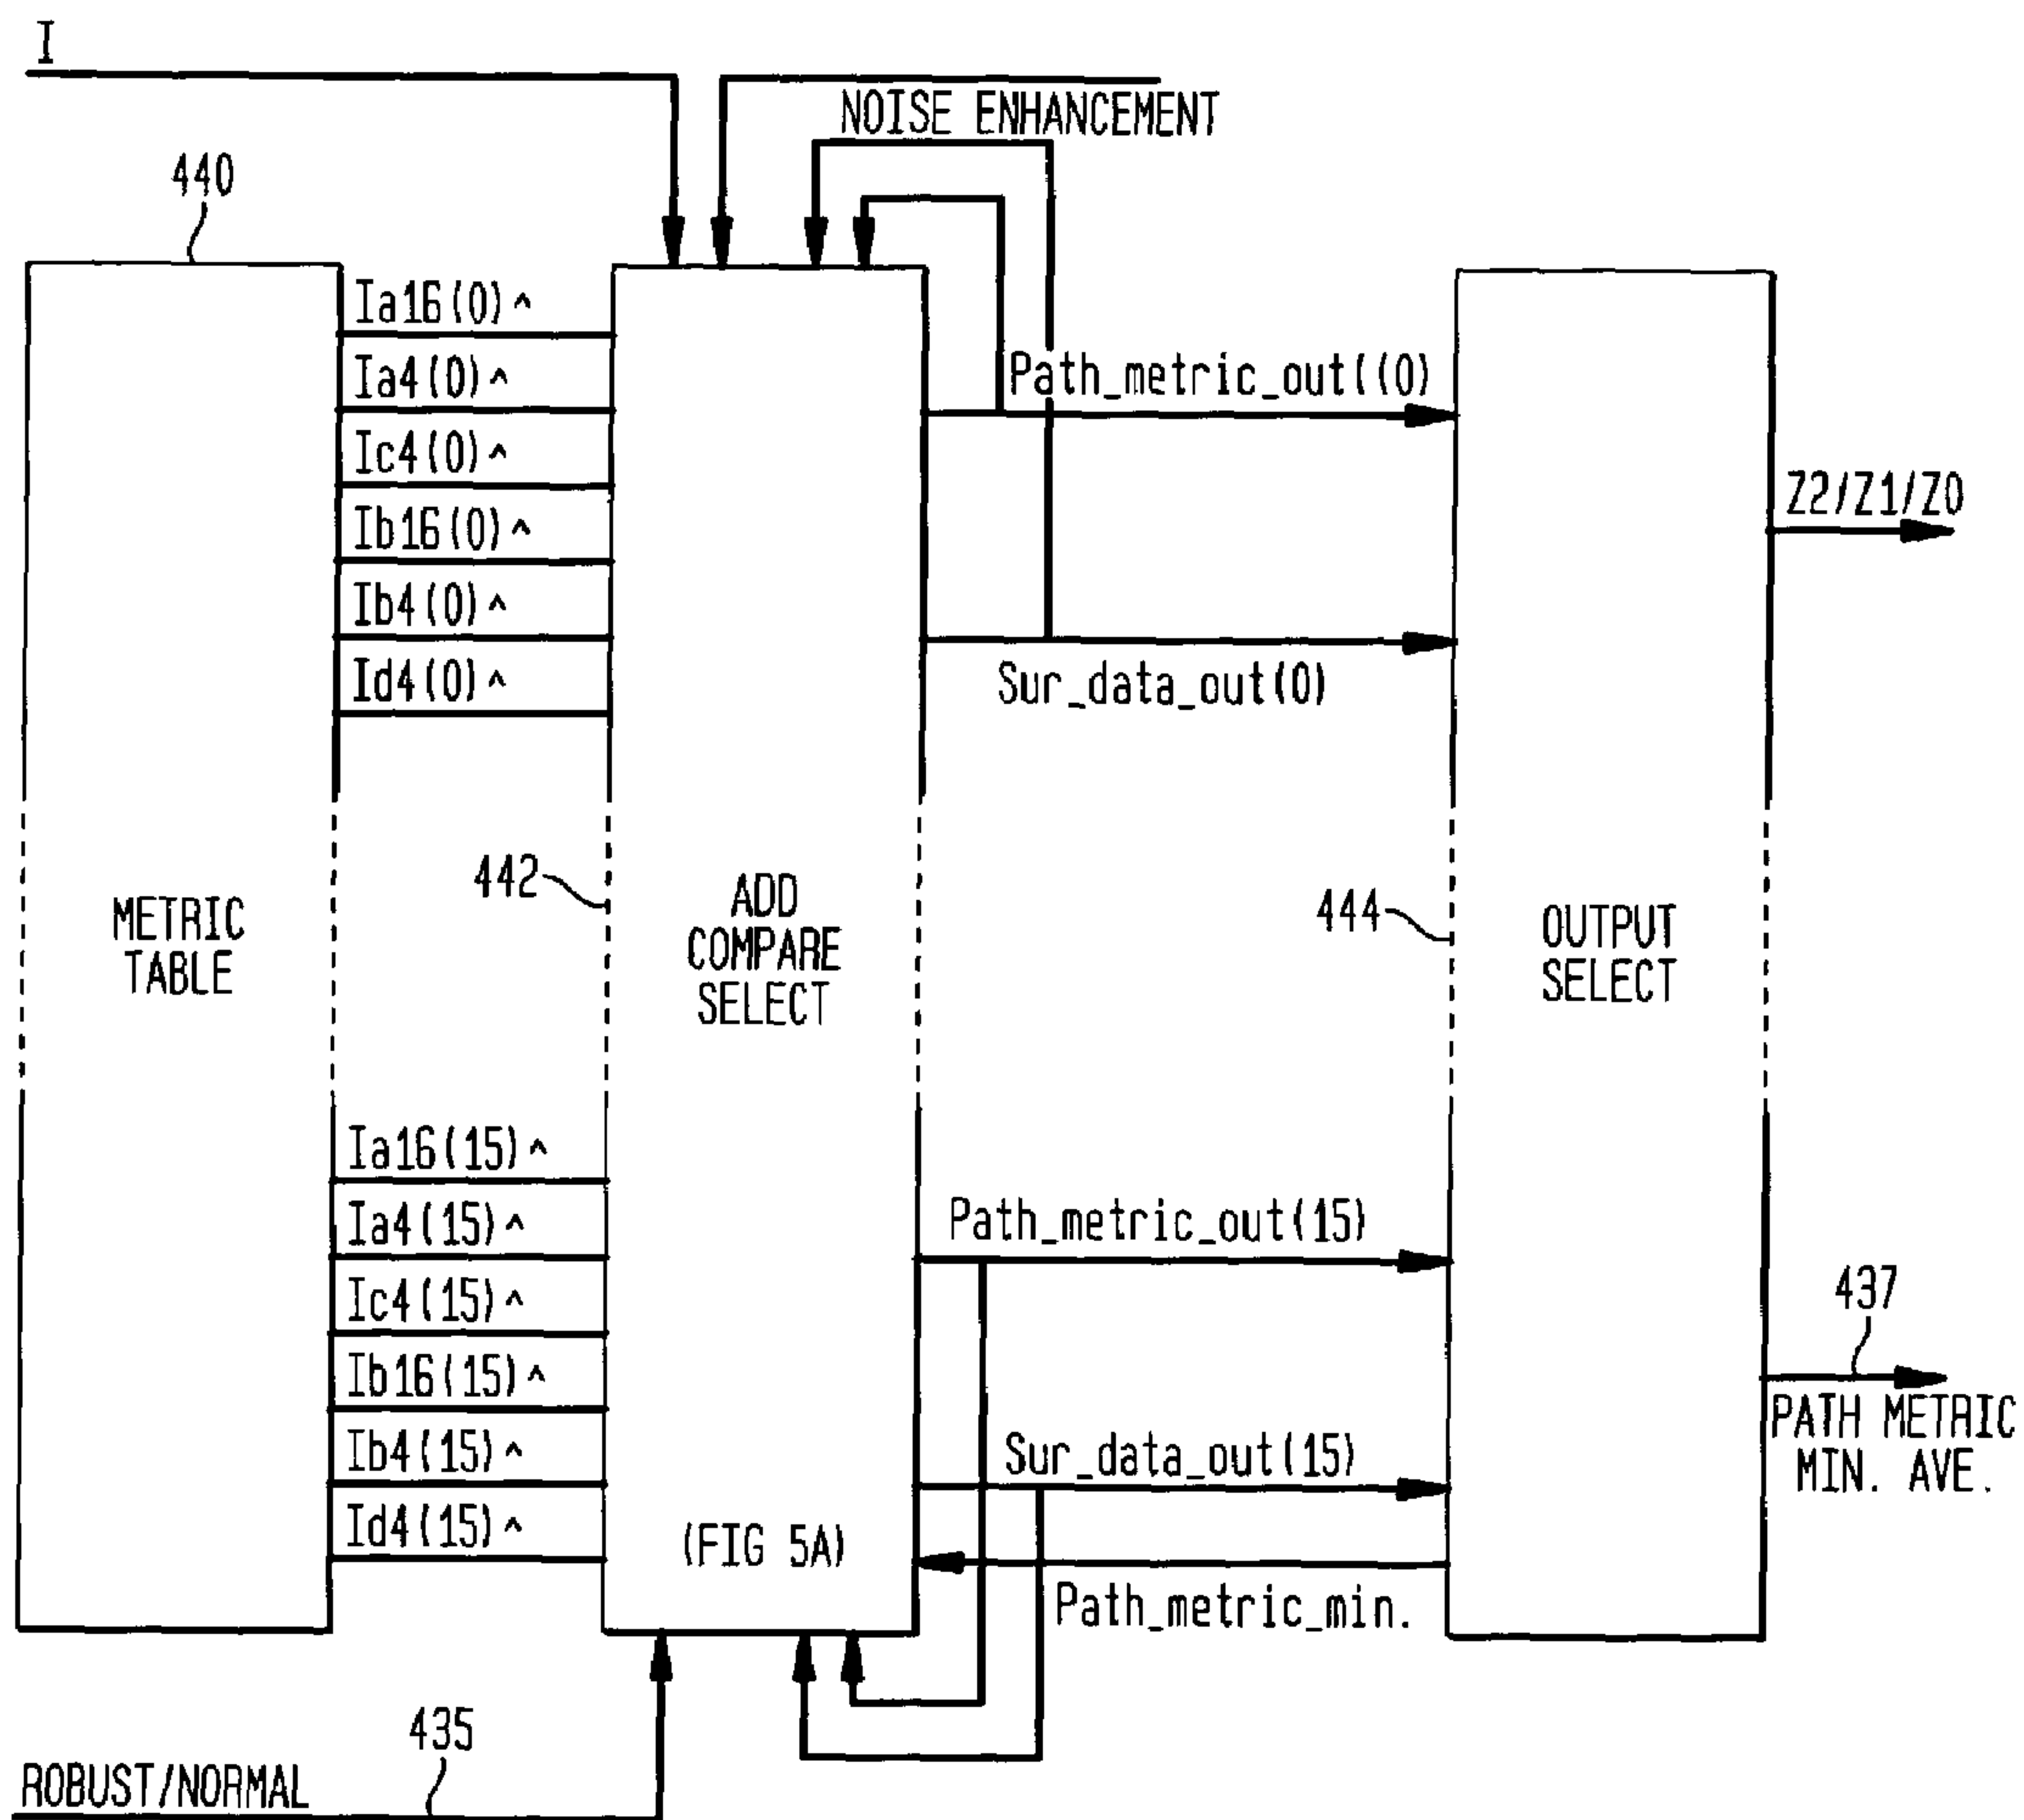 I
NOISE ENHANCEMENT
440
Ia16(0)^
Ia4(0)^
Ic4(0)^
Ib16(0)^
Ib4(0)^
Id4(0)^
Path_metric_out((0)
Sur_data_out(0)
Z2/Z1/Z0
METRIC
TABLE
442
ADD
COMPARE
SELECT
444
OUTPUT
SELECT
Ia16(15)^
Ia4(15)^
Ic4(15)^
Ib16(15)^
Ib4(15)^
Id4(15)^
(FIG 5A)
Path_metric_out(15)
Sur_data_out(15)
Path_metric_min.
437
PATH METRIC
MIN. AVE.
435
ROBUST/NORMAL